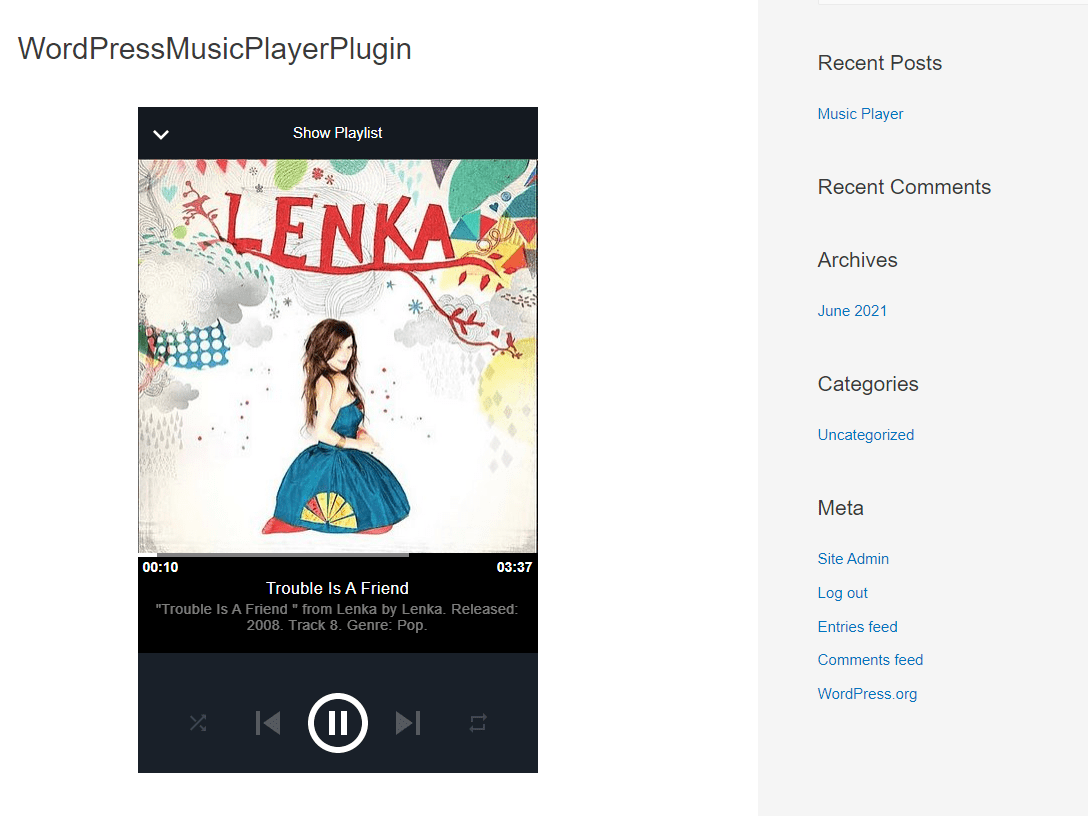 WordPressMusicPlayerPlugin
Show Playlist
LENKA
00:10
03:37
Trouble Is A Friend
"Trouble Is A Friend " from Lenka by Lenka. Released:
2008. Track 8. Genre: Pop.
Recent Posts
Music Player
Recent Comments
Archives
June 2021
Categories
Uncategorized
Meta
Site Admin
Log out
Entries feed
Comments feed
WordPress.org